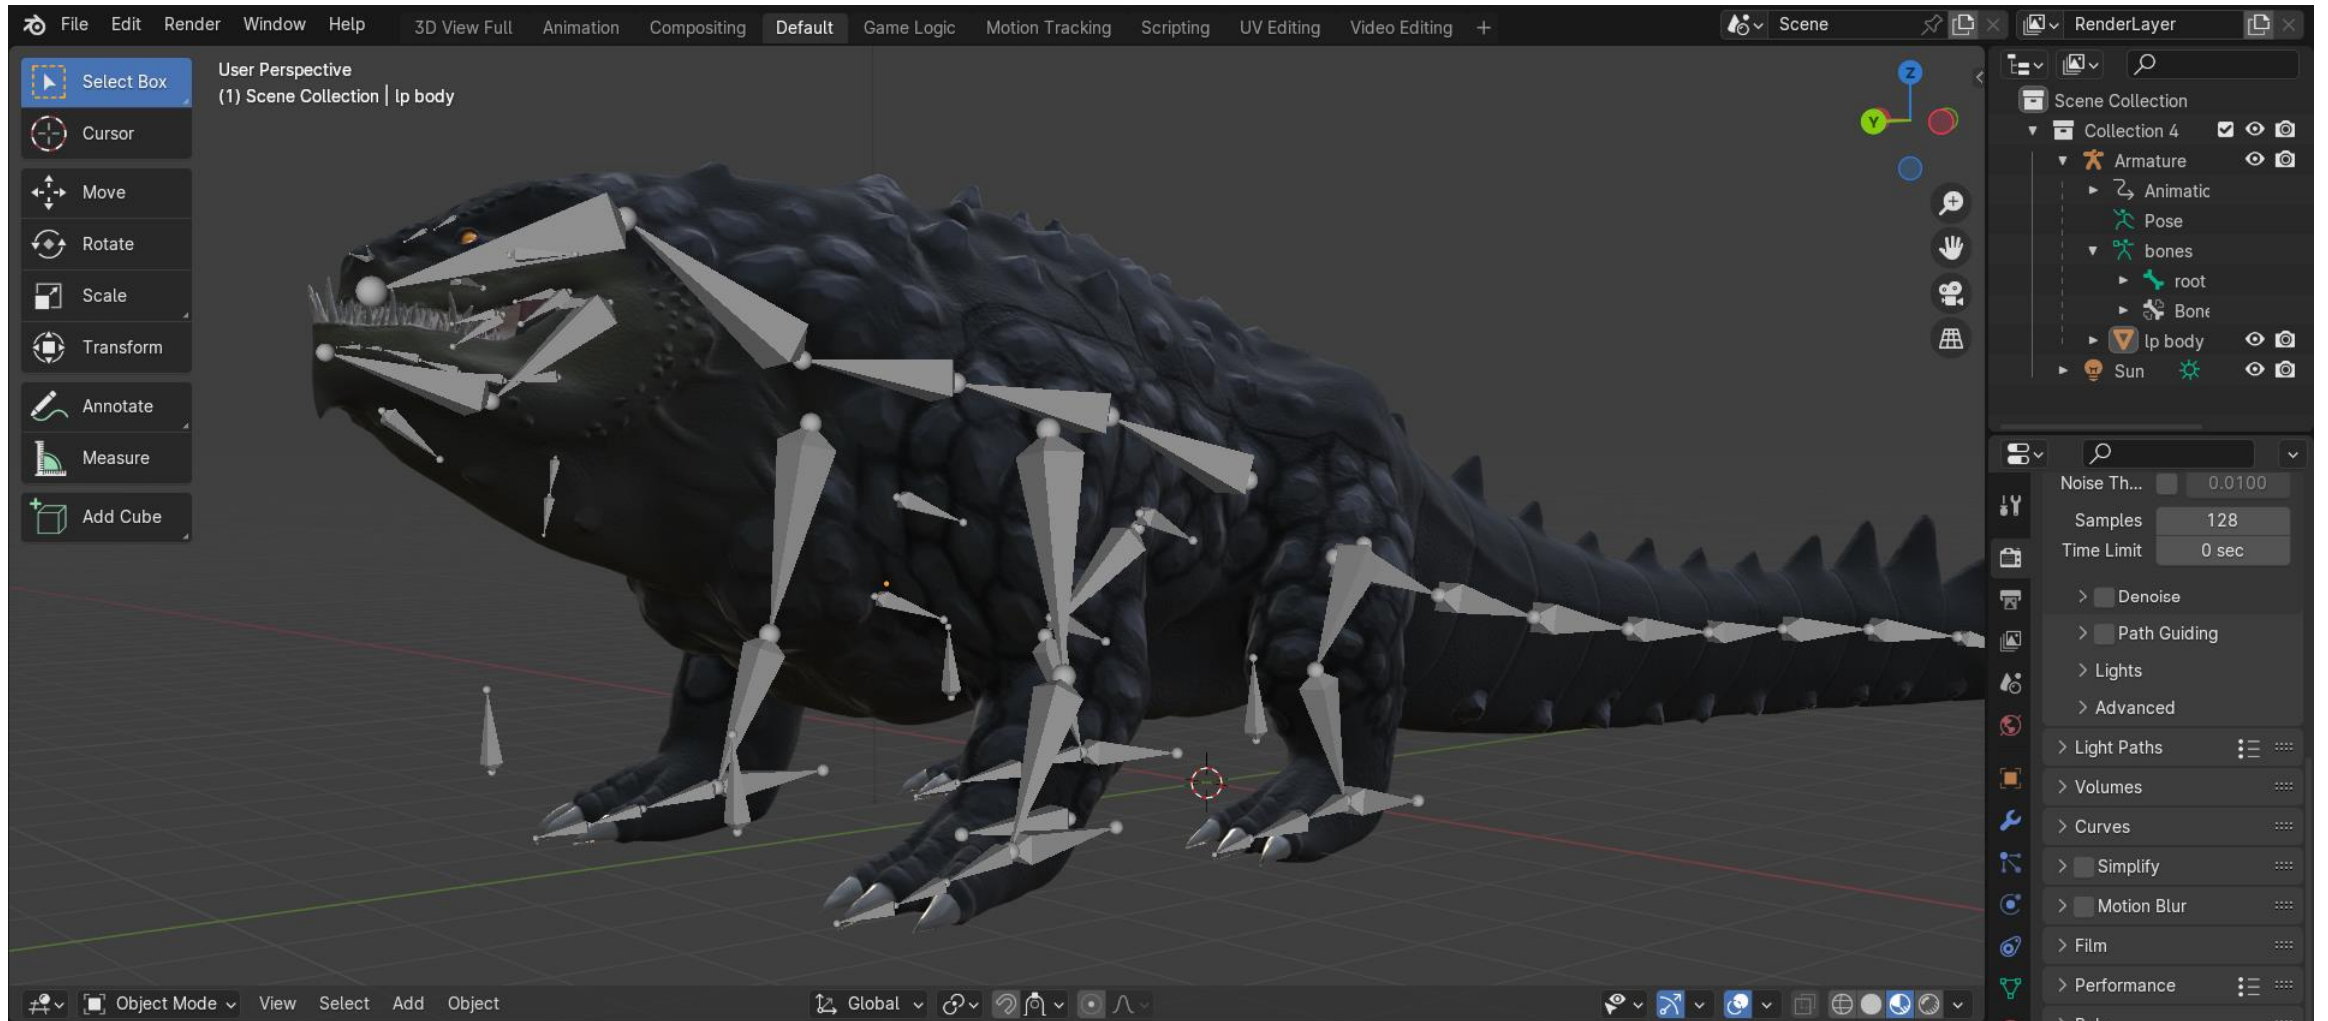 File Edit Render Window Help 3D View Full Animation Compositing Default Game Logic Motion Tracking Scripting UV Editing Video Editing + Scene RenderLayer
Select Box
Cursor
Move
Rotate
Scale
Transform
Annotate
Measure
Add Cube
User Perspective
(1) Scene Collection | lp body
Z
Y
Scene Collection
Collection 4
Armature
Animatic
Pose
bones
root
Bone
lp body
Sun
Noise Th... 0.0100
Samples 128
Time Limit 0 sec
Denoise
Path Guiding
Lights
Advanced
Light Paths
Volumes
Curves
Simplify
Motion Blur
Film
Performance
Object Mode View Select Add Object Global